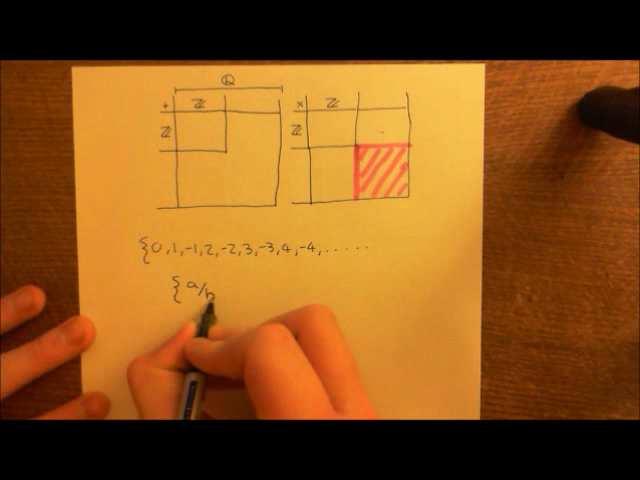 ℚ
+ ℤ
ℤ
× ℤ
ℤ
{0, 1, -1, 2, -2, 3, -3, 4, -4, . . . . .
{ a/b